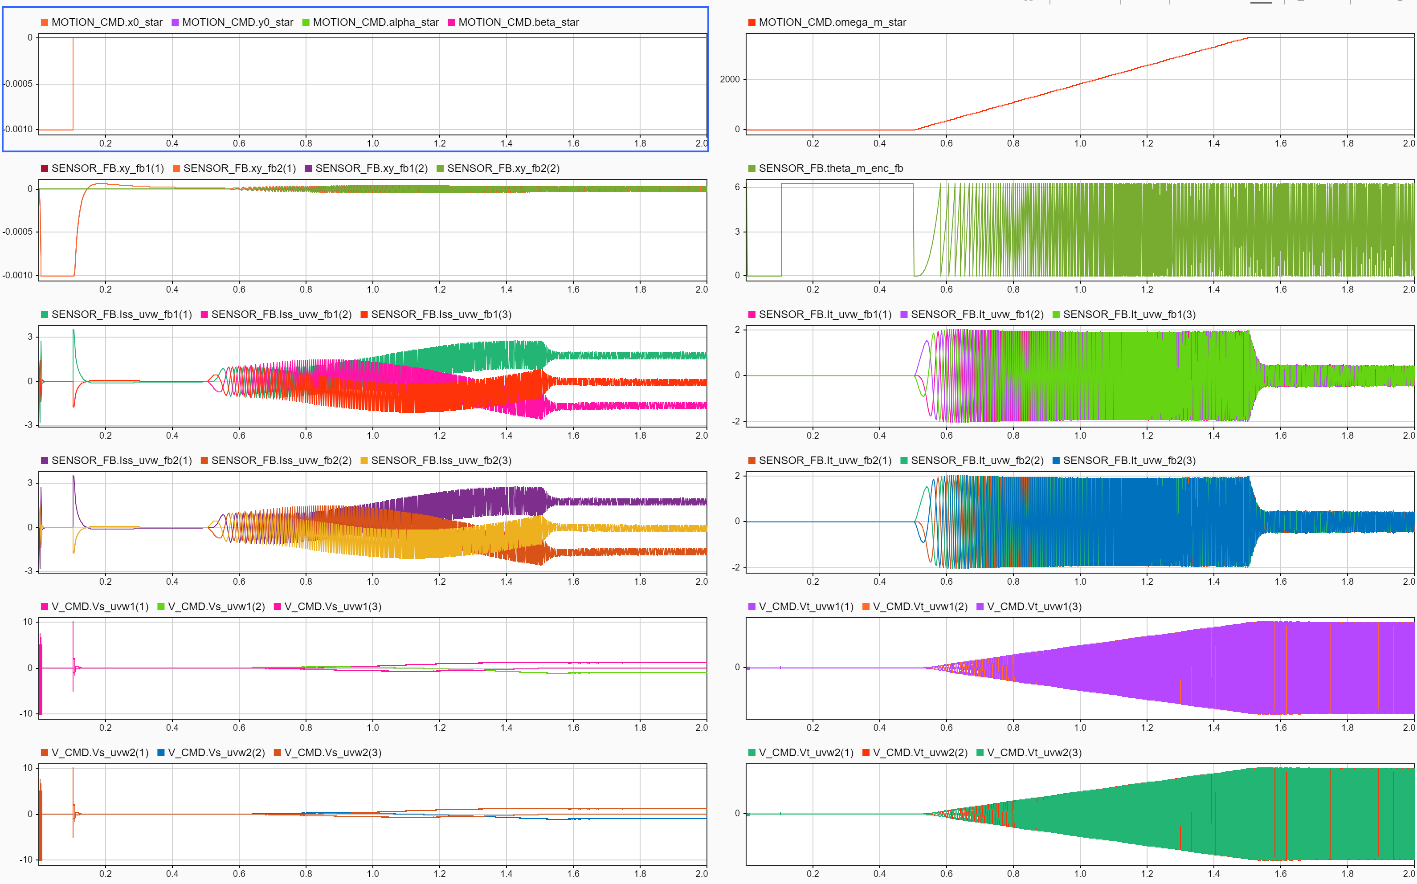 MOTION_CMD.x0_star MOTION_CMD.y0_star MOTION_CMD.alpha_star MOTION_CMD.beta_star
0
-0.0005
-0.0010
0.2 0.4 0.6 0.8 1.0 1.2 1.4 1.6 1.8 2.0
MOTION_CMD.omega_m_star
2000
0
0.2 0.4 0.6 0.8 1.0 1.2 1.4 1.6 1.8 2.0
SENSOR_FB.xy_fb1(1) SENSOR_FB.xy_fb2(1) SENSOR_FB.xy_fb1(2) SENSOR_FB.xy_fb2(2)
0
-0.0005
-0.0010
0.2 0.4 0.6 0.8 1.0 1.2 1.4 1.6 1.8 2.0
SENSOR_FB.theta_m_enc_fb
6
3
0
0.2 0.4 0.6 0.8 1.0 1.2 1.4 1.6 1.8 2.0
SENSOR_FB.Iss_uvw_fb1(1) SENSOR_FB.Iss_uvw_fb1(2) SENSOR_FB.Iss_uvw_fb1(3)
3
0
-3
0.2 0.4 0.6 0.8 1.0 1.2 1.4 1.6 1.8 2.0
SENSOR_FB.It_uvw_fb1(1) SENSOR_FB.It_uvw_fb1(2) SENSOR_FB.It_uvw_fb1(3)
2
0
-2
0.2 0.4 0.6 0.8 1.0 1.2 1.4 1.6 1.8 2.0
SENSOR_FB.Iss_uvw_fb2(1) SENSOR_FB.Iss_uvw_fb2(2) SENSOR_FB.Iss_uvw_fb2(3)
3
0
-3
0.2 0.4 0.6 0.8 1.0 1.2 1.4 1.6 1.8 2.0
SENSOR_FB.It_uvw_fb2(1) SENSOR_FB.It_uvw_fb2(2) SENSOR_FB.It_uvw_fb2(3)
2
0
-2
0.2 0.4 0.6 0.8 1.0 1.2 1.4 1.6 1.8 2.0
V_CMD.Vs_uvw1(1) V_CMD.Vs_uvw1(2) V_CMD.Vs_uvw1(3)
10
0
-10
0.2 0.4 0.6 0.8 1.0 1.2 1.4 1.6 1.8 2.0
V_CMD.Vt_uvw1(1) V_CMD.Vt_uvw1(2) V_CMD.Vt_uvw1(3)
0
0.2 0.4 0.6 0.8 1.0 1.2 1.4 1.6 1.8 2.0
V_CMD.Vs_uvw2(1) V_CMD.Vs_uvw2(2) V_CMD.Vs_uvw2(3)
10
0
-10
0.2 0.4 0.6 0.8 1.0 1.2 1.4 1.6 1.8 2.0
V_CMD.Vt_uvw2(1) V_CMD.Vt_uvw2(2) V_CMD.Vt_uvw2(3)
0
0.2 0.4 0.6 0.8 1.0 1.2 1.4 1.6 1.8 2.0